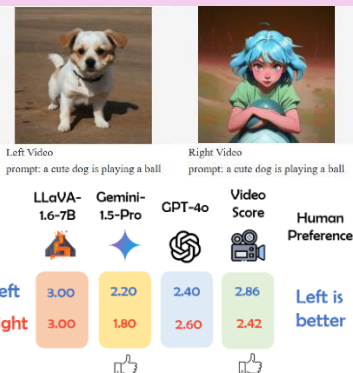 Left Video
Right Video
prompt: a cute dog is playing a ball
prompt: a cute dog is playing a ball
LLaVA-
1.6-7B
Gemini-
1.5-Pro
GPT-4o
Video
Score
Human
Preference
eft
3.00
2.20
2.40
2.86
ight
3.00
1.80
2.60
2.42
Left is
better